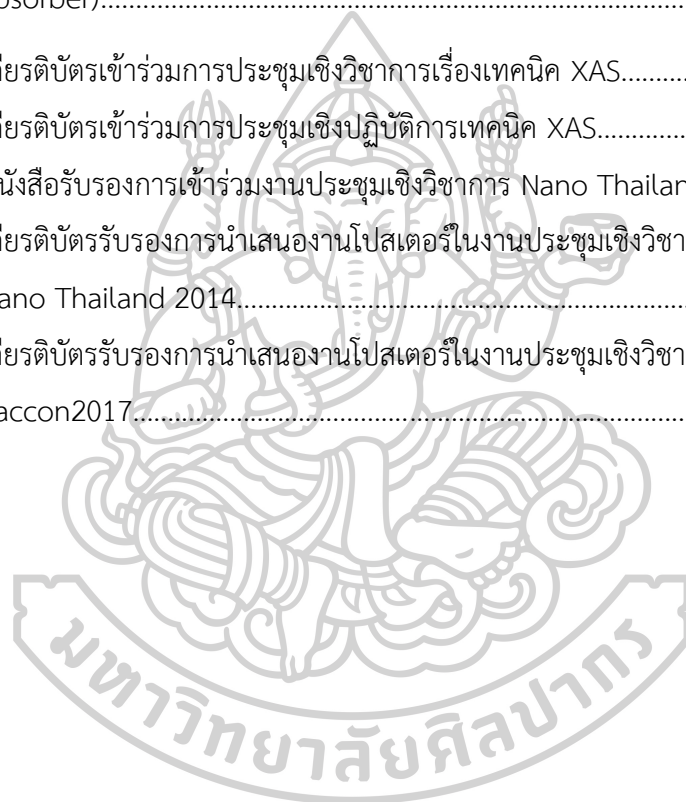 bsorber)
ียรติบัตรเข้าร่วมการประชุมเชิงวิชาการเรื่องเทคนิค XAS..........
ียรติบัตรเข้าร่วมการประชุมเชิงปฏิบัติการเทคนิค XAS..............
นังสือรับรองการเข้าร่วมงานประชุมเชิงวิชาการ Nano Thailan
ียรติบัตรรับรองการนำเสนองานโปสเตอร์ในงานประชุมเชิงวิชา
ano Thailand 2014..........................................................
ียรติบัตรรับรองการนำเสนองานโปสเตอร์ในงานประชุมเชิงวิชา
accon2017.....................................................................
มหาวิทยาลัยศิลปากร